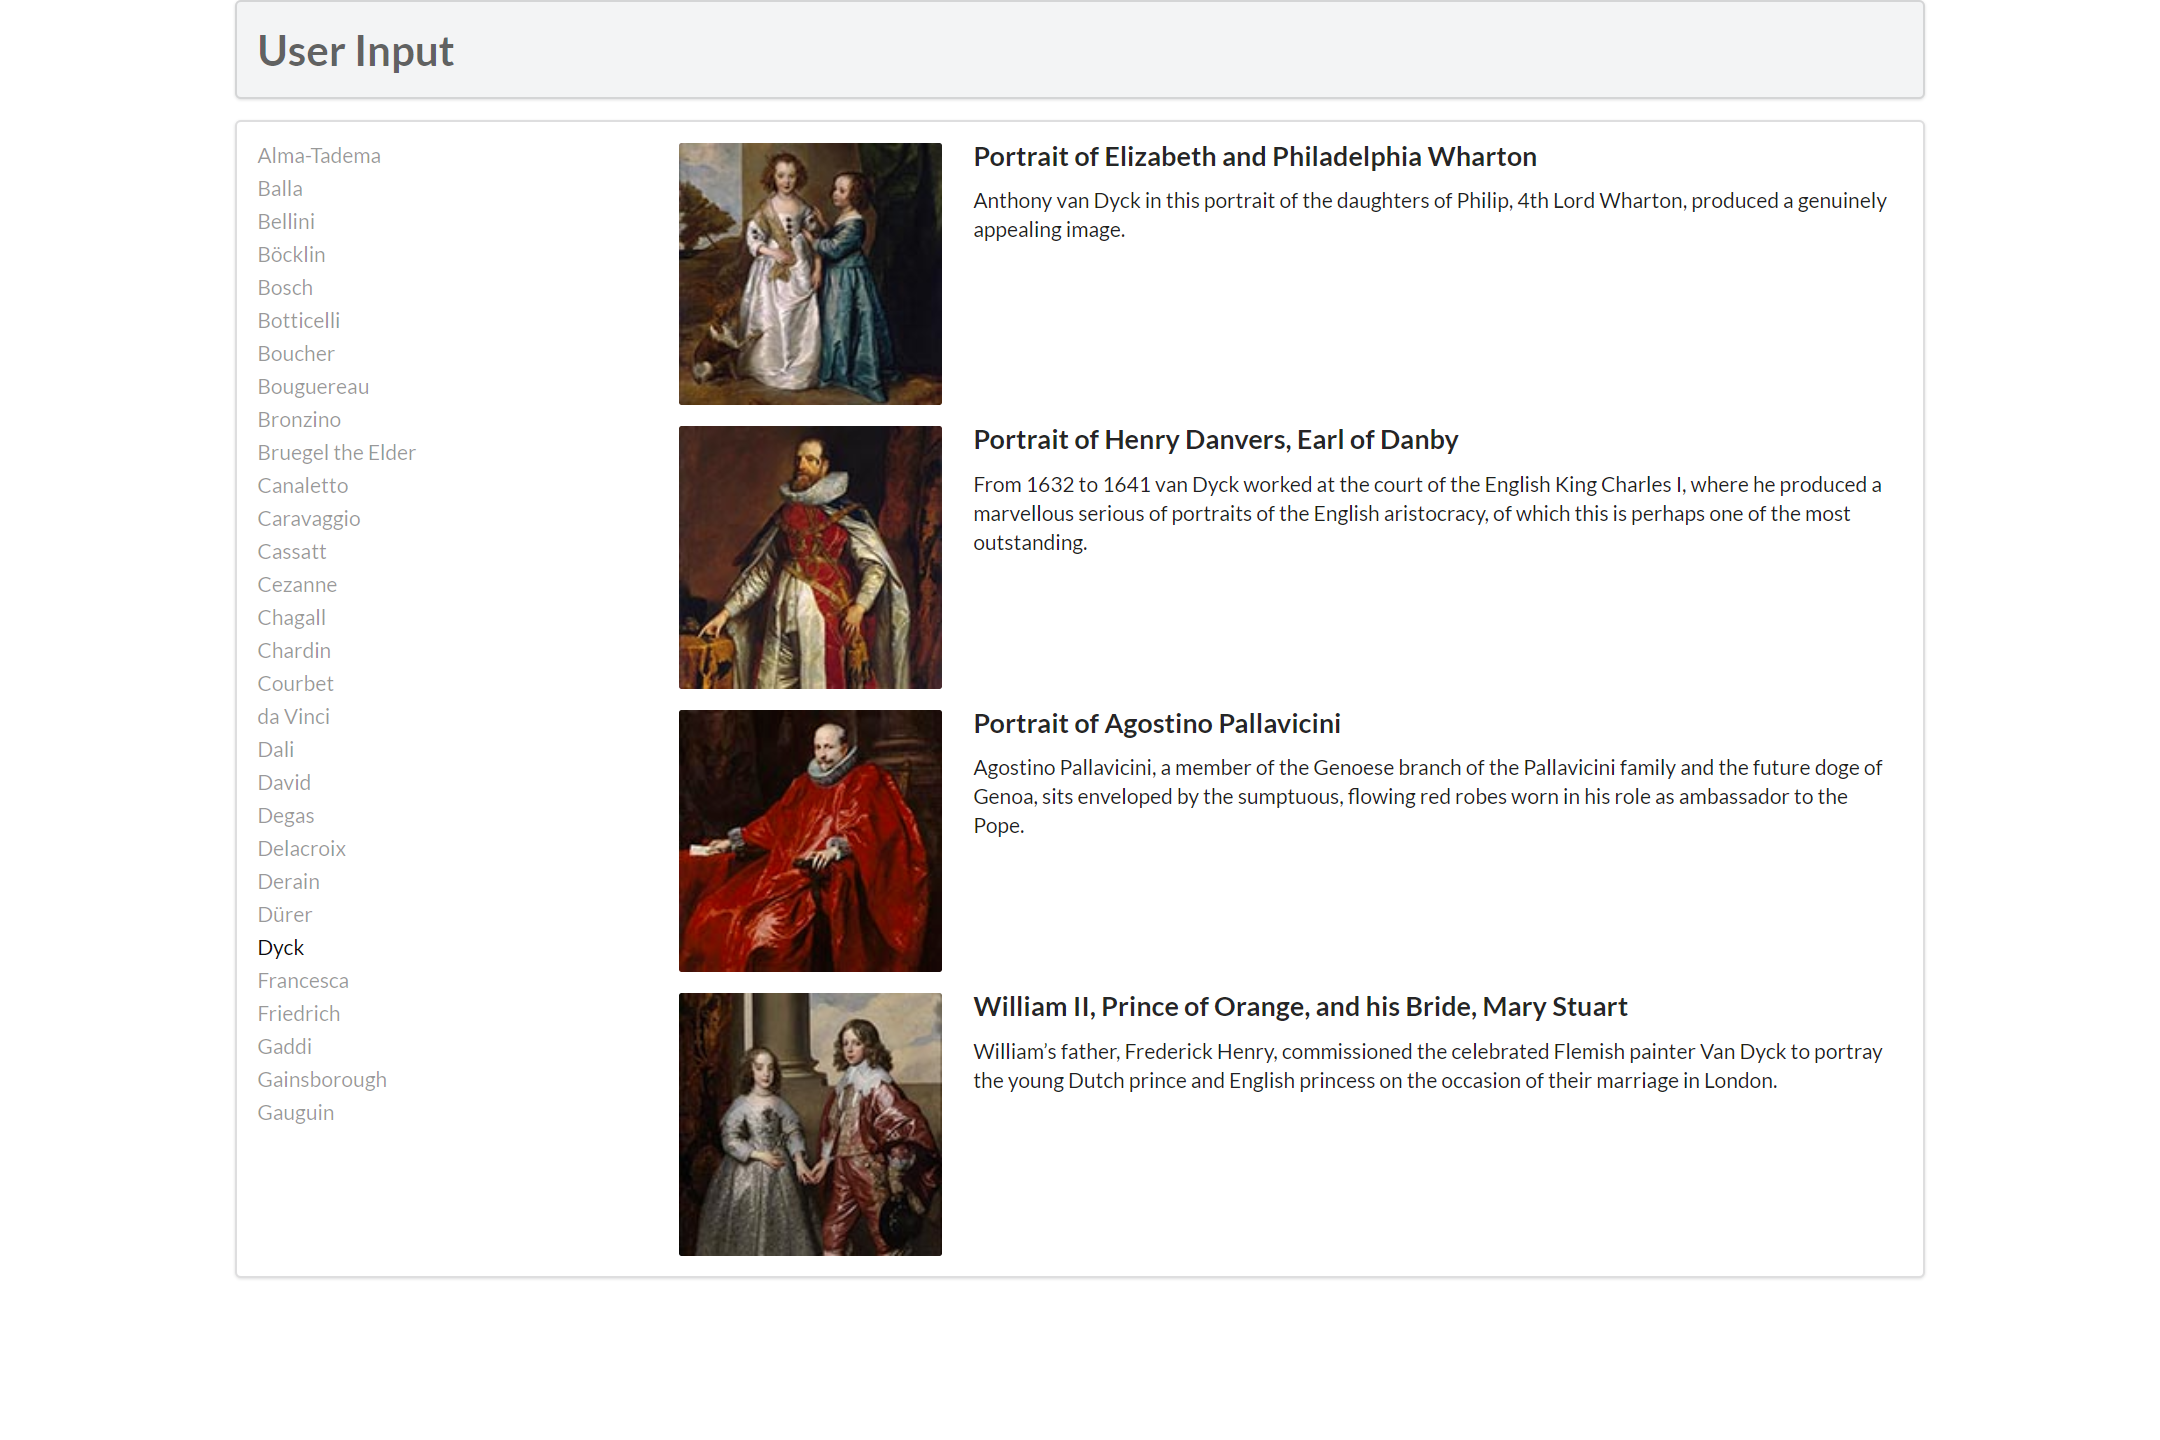 User Input
Alma-Tadema
Balla
Bellini
Böcklin
Bosch
Botticelli
Boucher
Bouguereau
Bronzino
Bruegel the Elder
Canaletto
Caravaggio
Cassatt
Cezanne
Chagall
Chardin
Courbet
da Vinci
Dali
David
Degas
Delacroix
Derain
Dürer
Dyck
Francesca
Friedrich
Gaddi
Gainsborough
Gauguin
Portrait of Elizabeth and Philadelphia Wharton
Anthony van Dyck in this portrait of the daughters of Philip, 4th Lord Wharton, produced a genuinely
appealing image.
Portrait of Henry Danvers, Earl of Danby
From 1632 to 1641 van Dyck worked at the court of the English King Charles I, where he produced a
marvellous serious of portraits of the English aristocracy, of which this is perhaps one of the most
outstanding.
Portrait of Agostino Pallavicini
Agostino Pallavicini, a member of the Genoese branch of the Pallavicini family and the future doge of
Genoa, sits enveloped by the sumptuous, flowing red robes worn in his role as ambassador to the
Pope.
William II, Prince of Orange, and his Bride, Mary Stuart
William’s father, Frederick Henry, commissioned the celebrated Flemish painter Van Dyck to portray
the young Dutch prince and English princess on the occasion of their marriage in London.